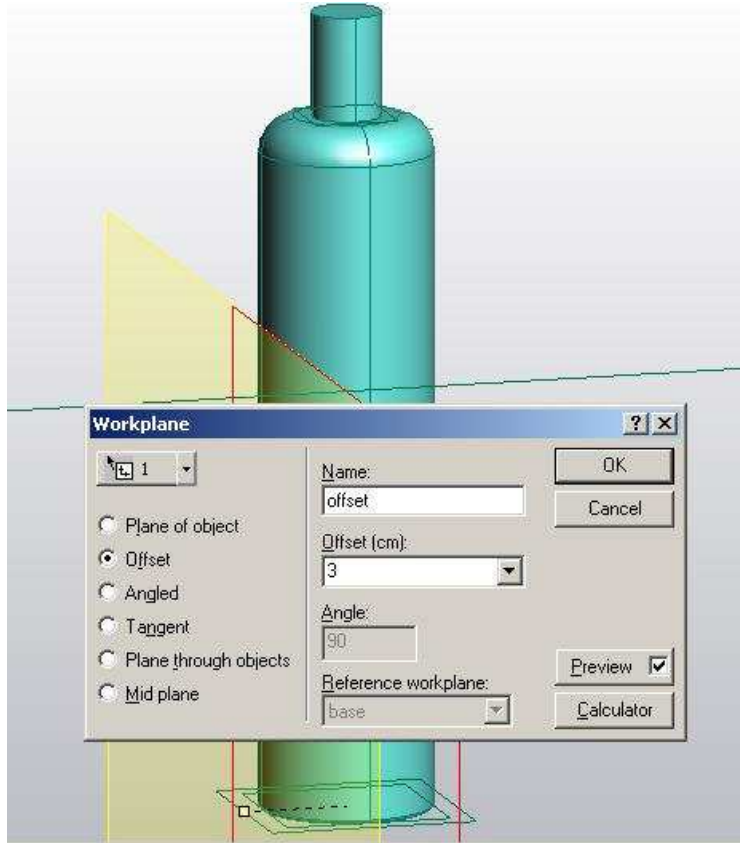 Workplane
1
Plane of object
Offset
Angled
Tangent
Plane through objects
Mid plane
Name:
offset
Offset (cm):
3
Angle:
90
Reference workplane:
base
OK
Cancel
Preview
Calculator